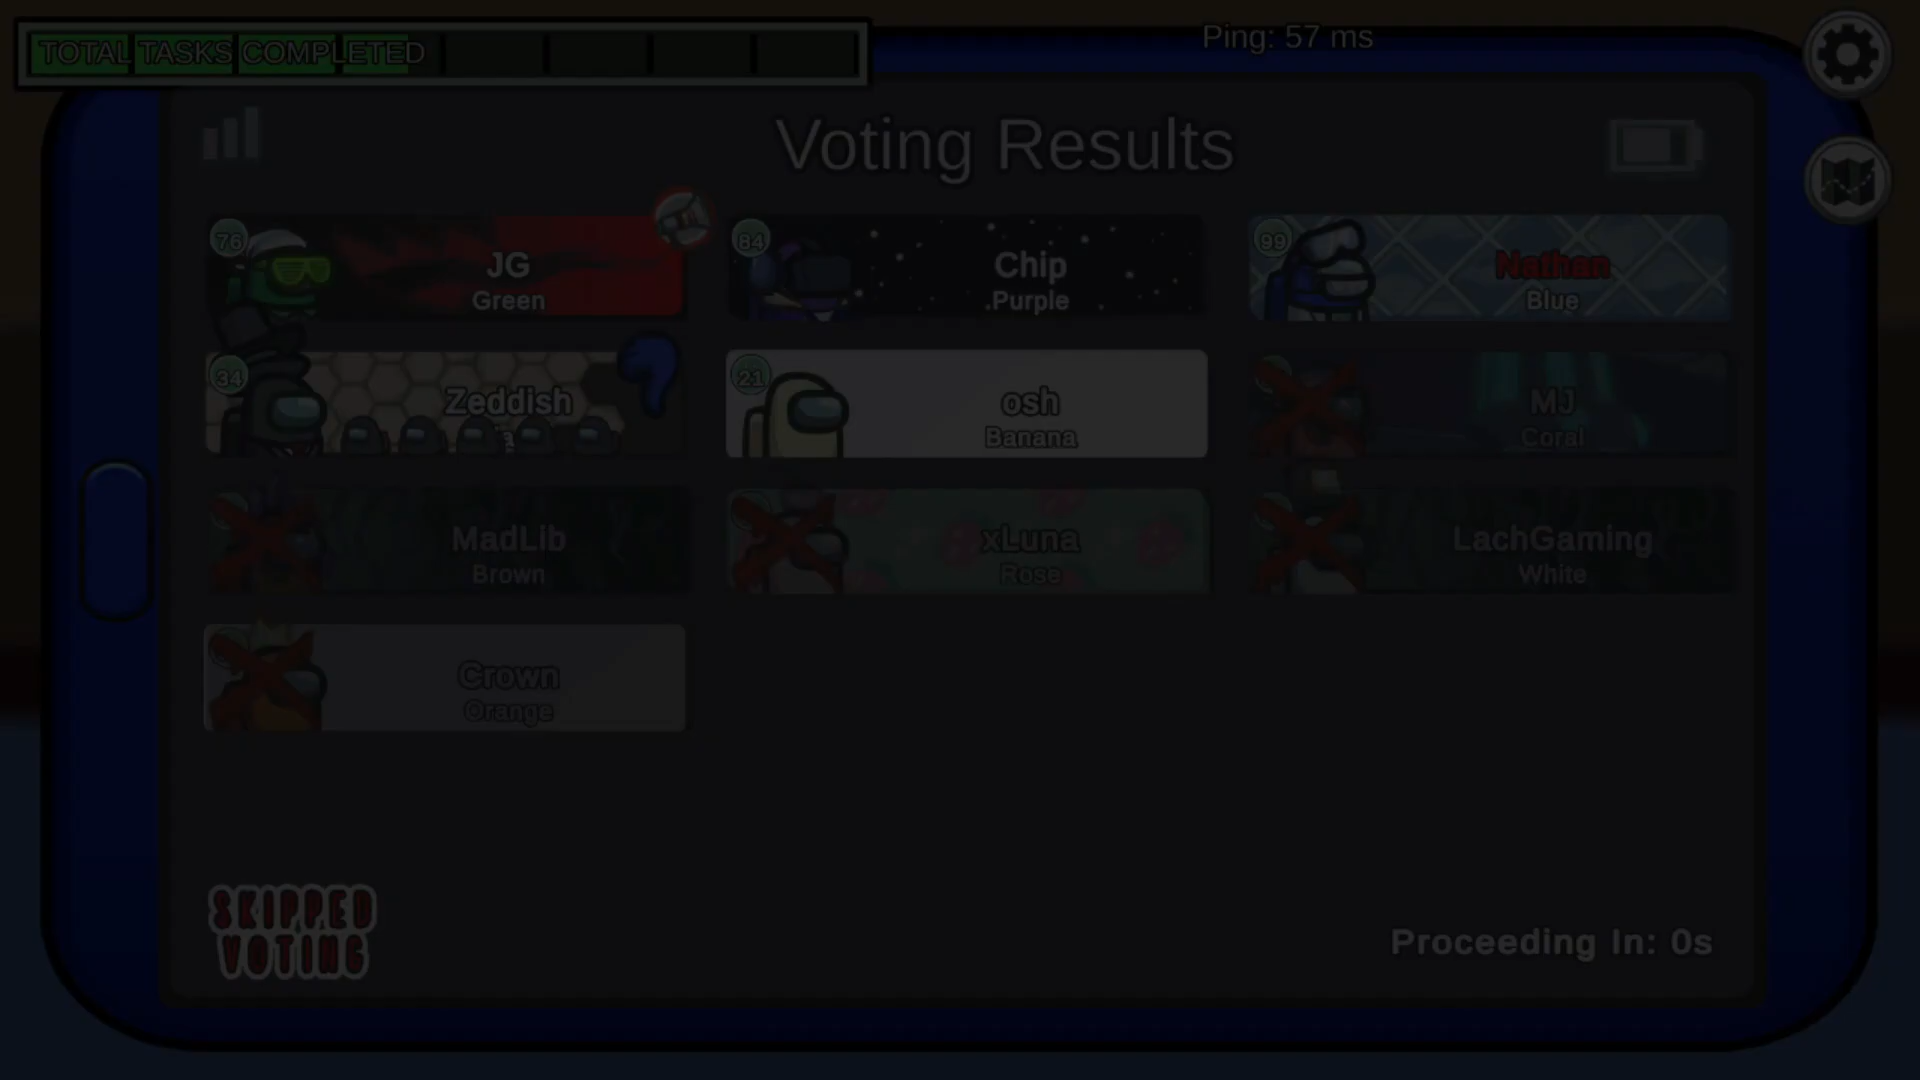 TOTAL TASKS COMPLETED
Ping: 57 ms
Voting Results
76
JG
Green
84
Chip
Purple
99
Nathan
Blue
34
Zeddish
21
osh
Banana
MJ
Coral
MadLib
Brown
xLuna
Rose
LachGaming
White
Crown
Orange
SKIPPED
VOTING
Proceeding In: 0s